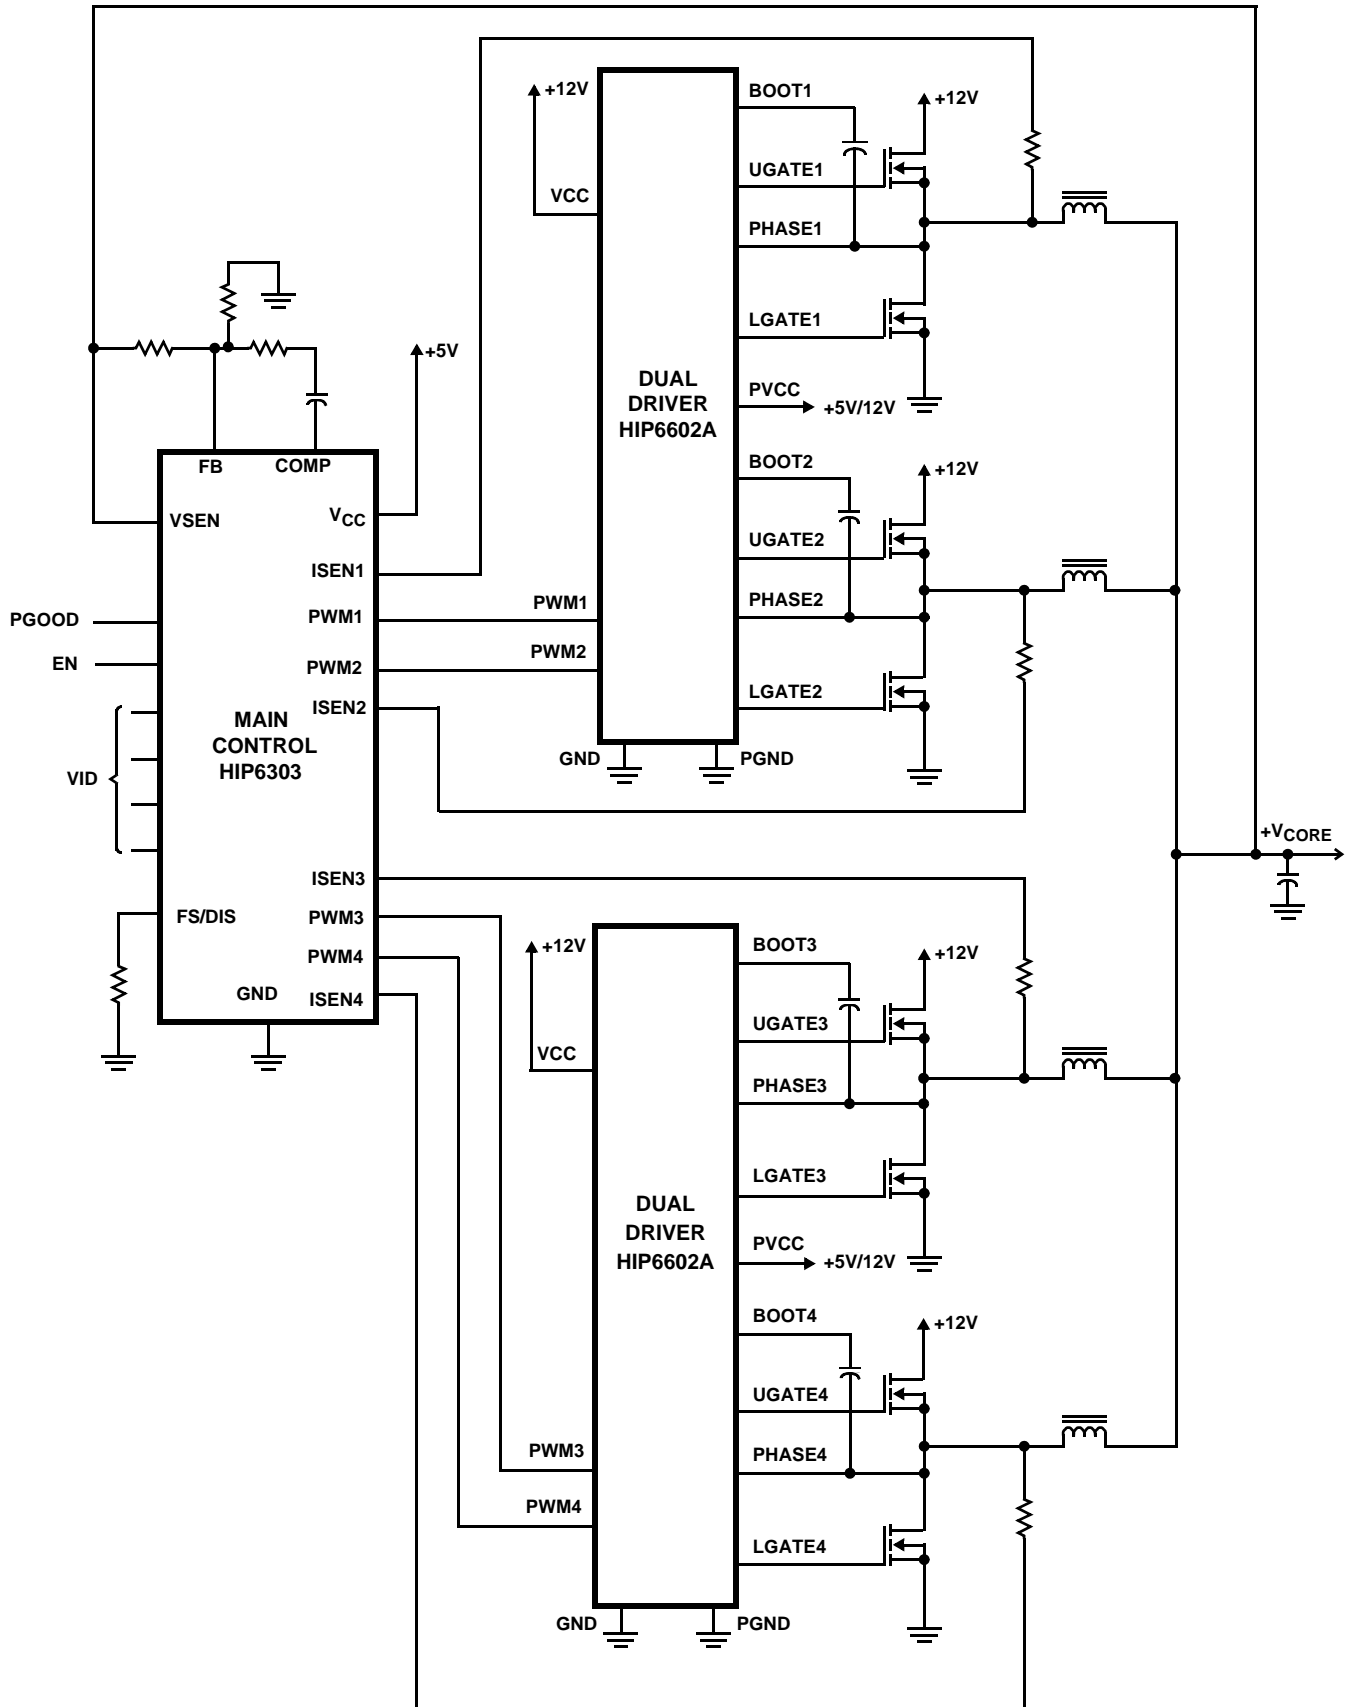 +12V
BOOT1
+12V
UGATE1
VCC
PHASE1
LGATE1
+5V
DUAL
DRIVER
HIP6602A
PVCC
+5V/12V
FB
COMP
BOOT2
+12V
VSEN
VCC
UGATE2
ISEN1
PWM1
PHASE2
PGOOD
PWM1
EN
PWM2
PWM2
LGATE2
ISEN2
MAIN
CONTROL
HIP6303
VID
GND
PGND
+VCORE
ISEN3
FS/DIS
PWM3
+12V
BOOT3
+12V
PWM4
GND
ISEN4
UGATE3
VCC
PHASE3
LGATE3
DUAL
DRIVER
HIP6602A
PVCC
+5V/12V
BOOT4
+12V
UGATE4
PWM3
PHASE4
PWM4
LGATE4
GND
PGND